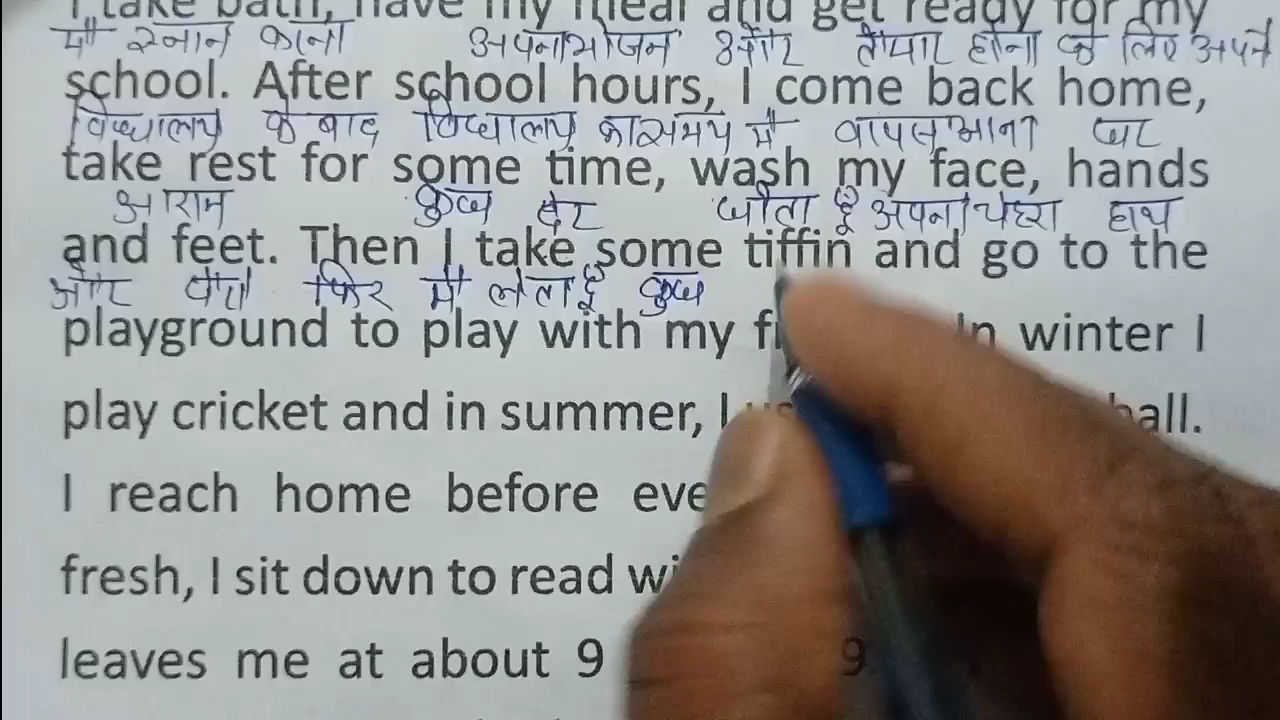 I take bath, have my meal and get ready for my
मैं स्नान करना अपना भोजन और तैयार होना के लिए अपने
school. After school hours, I come back home,
विद्यालय के बाद विद्यालय का समय मैं वापस आना घर
take rest for some time, wash my face, hands
आराम कुछ देर धोता हूँ अपना चेहरा हाथ
and feet. Then I take some tiffin and go to the
और पैरों फिर मैं लेता हूँ कुछ
playground to play with my In winter I
play cricket and in summer, I
I reach home before
fresh, I sit down to read
leaves me at about 9 9